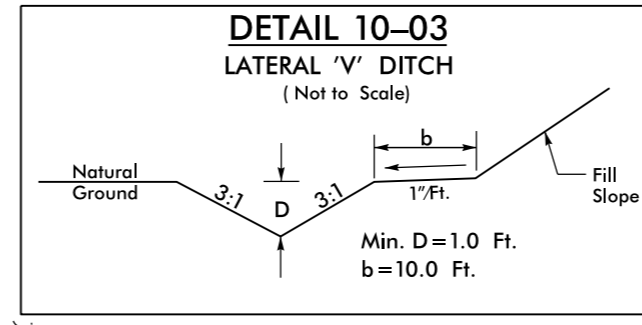 DETAIL 10–03
LATERAL 'V' DITCH
( Not to Scale)
b
Natural
Ground
3:1
D
3:1
1"/Ft.
Fill
Slope
Min. D=1.0 Ft.
b=10.0 Ft.